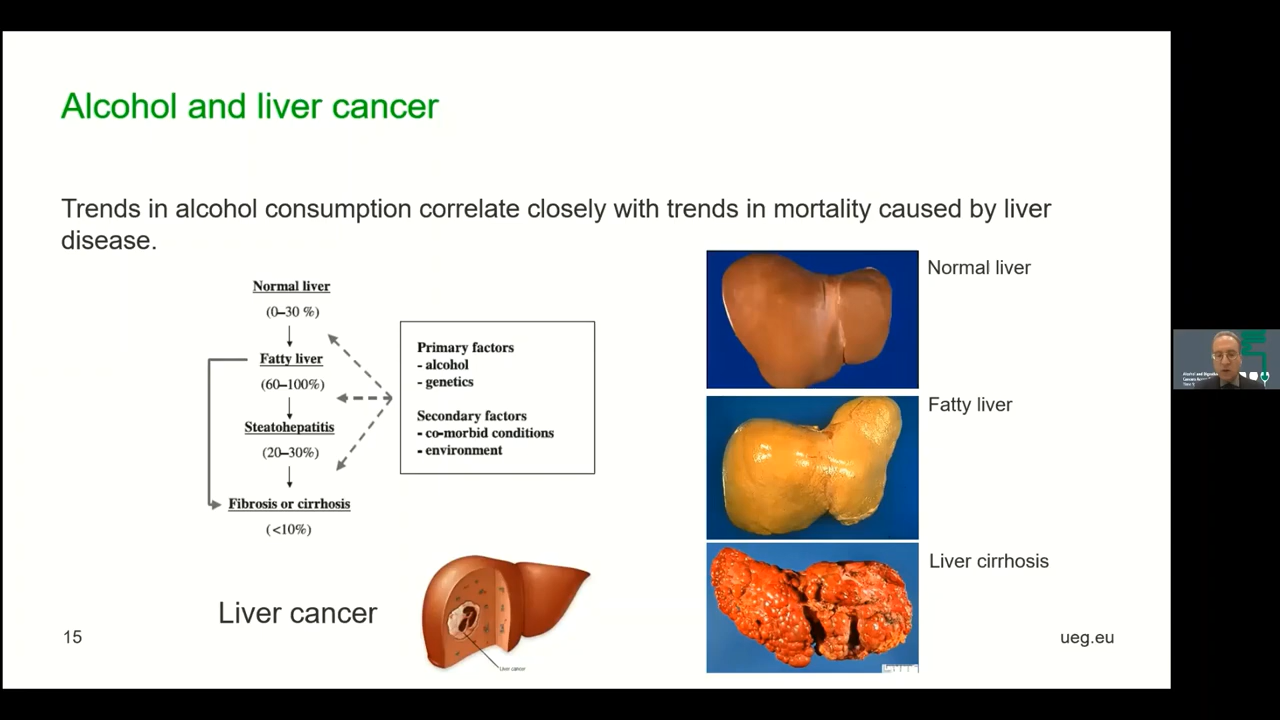 Alcohol and liver cancer
Trends in alcohol consumption correlate closely with trends in mortality caused by liver
disease.
Normal liver
(0–30 %)
Fatty liver
(60–100%)
Steatohepatitis
(20–30%)
Fibrosis or cirrhosis
(<10%)
Primary factors
- alcohol
- genetics
Secondary factors
- co-morbid conditions
- environment
Liver cancer
Liver cancer
Normal liver
Fatty liver
Liver cirrhosis
15
ueg.eu